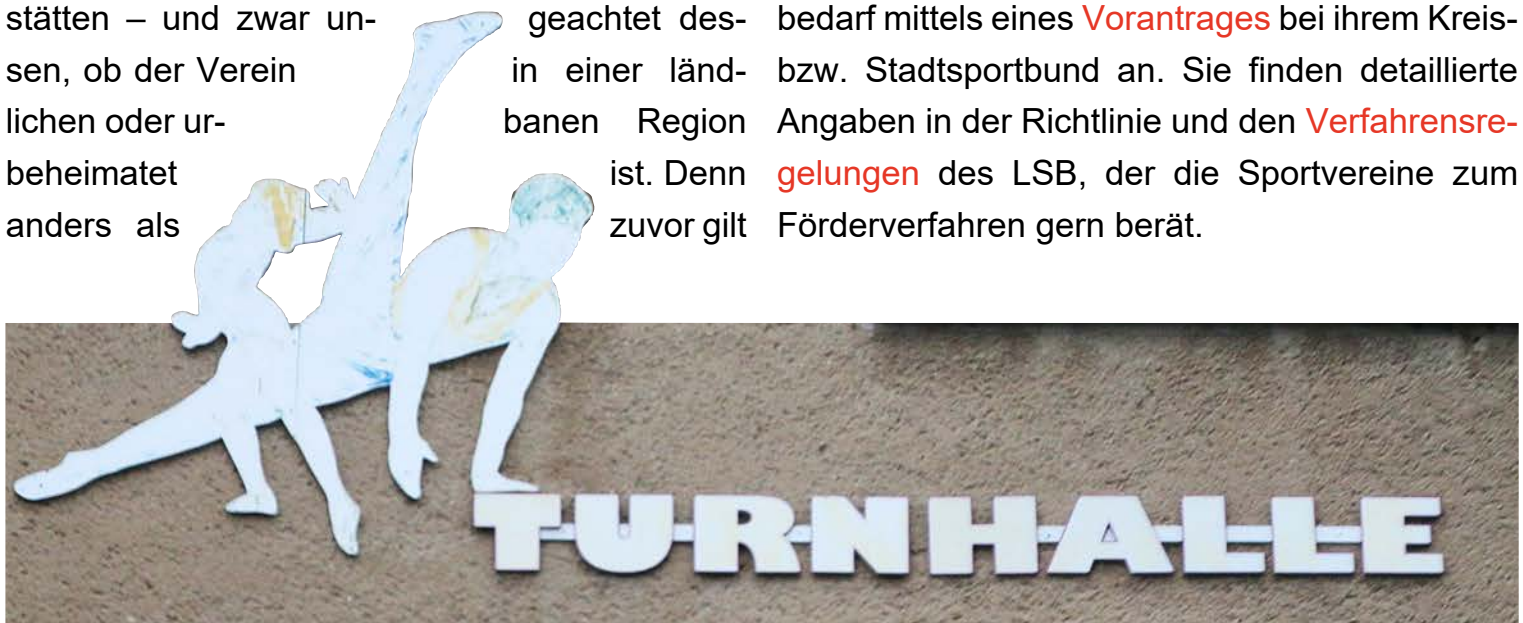 stätten – und zwar un- geachtet des-
sen, ob der Verein in einer länd-
lichen oder ur- banen Region
beheimatet ist. Denn
anders als zuvor gilt
bedarf mittels eines Vorantrages bei ihrem Kreis-
bzw. Stadtsportbund an. Sie finden detaillierte
Angaben in der Richtlinie und den Verfahrensre-
gelungen des LSB, der die Sportvereine zum
Förderverfahren gern berät.
TURNHALLE